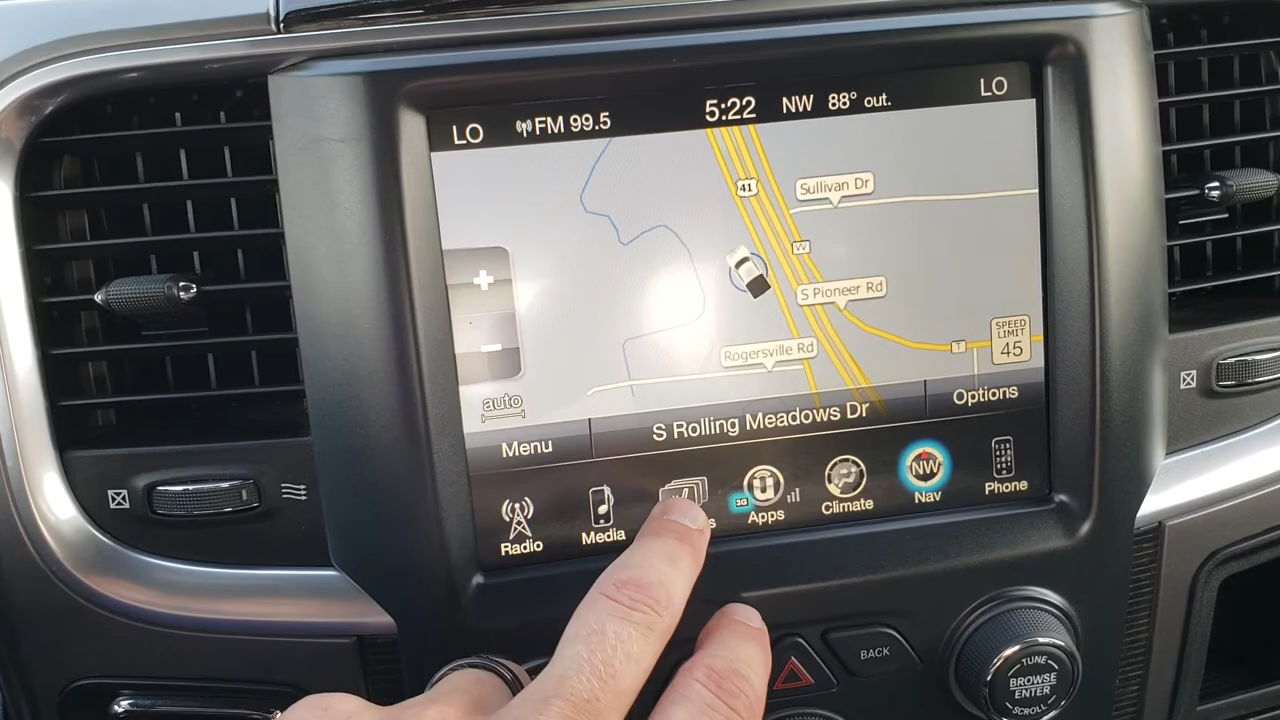 LO FM 99.5 5:22 NW 88° out. LO
41
Sullivan Dr
W
S Pioneer Rd
SPEED
LIMIT
45
T
Rogersville Rd
+
-
auto
Menu
S Rolling Meadows Dr
Options
Radio
Media
3G
Apps
Climate
NW
Nav
Phone
BACK
TUNE
BROWSE
ENTER
SCROLL